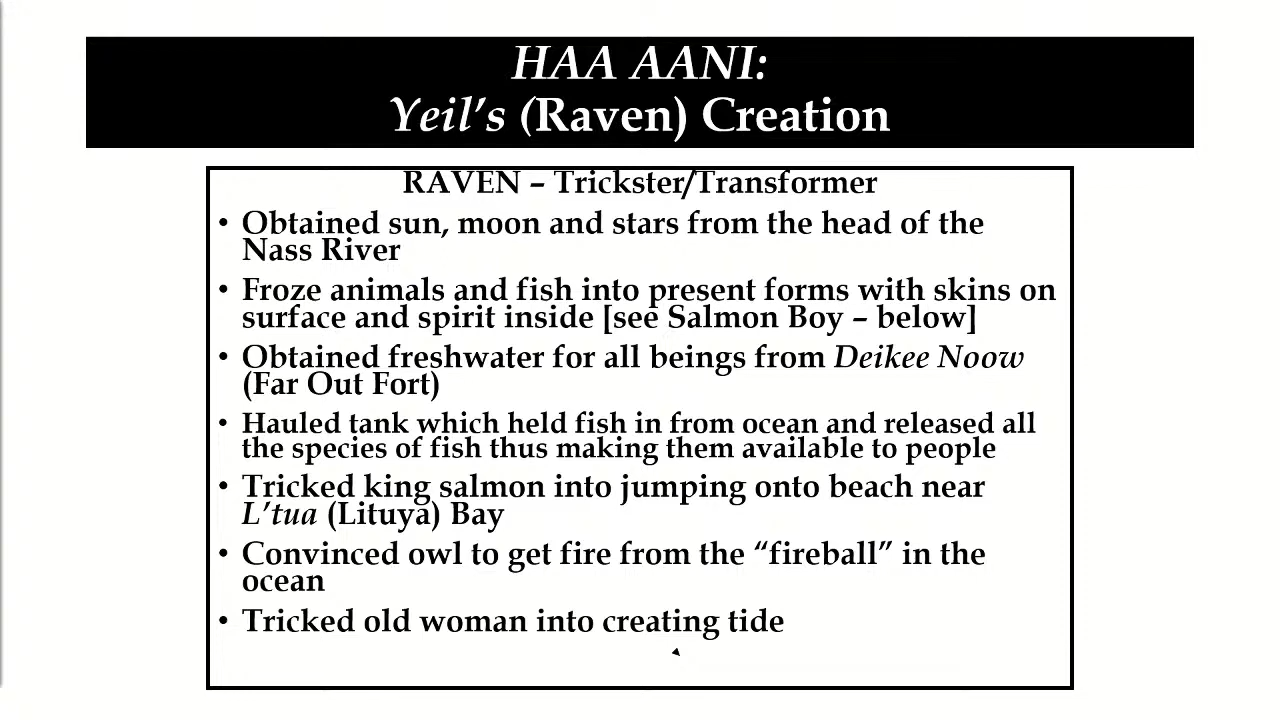 HAA AANI:
Yeil’s (Raven) Creation
RAVEN – Trickster/Transformer
• Obtained sun, moon and stars from the head of the
Nass River
• Froze animals and fish into present forms with skins on
surface and spirit inside [see Salmon Boy – below]
• Obtained freshwater for all beings from Deikee Noow
(Far Out Fort)
• Hauled tank which held fish in from ocean and released all
the species of fish thus making them available to people
• Tricked king salmon into jumping onto beach near
L’tua (Lituya) Bay
• Convinced owl to get fire from the “fireball” in the
ocean
• Tricked old woman into creating tide